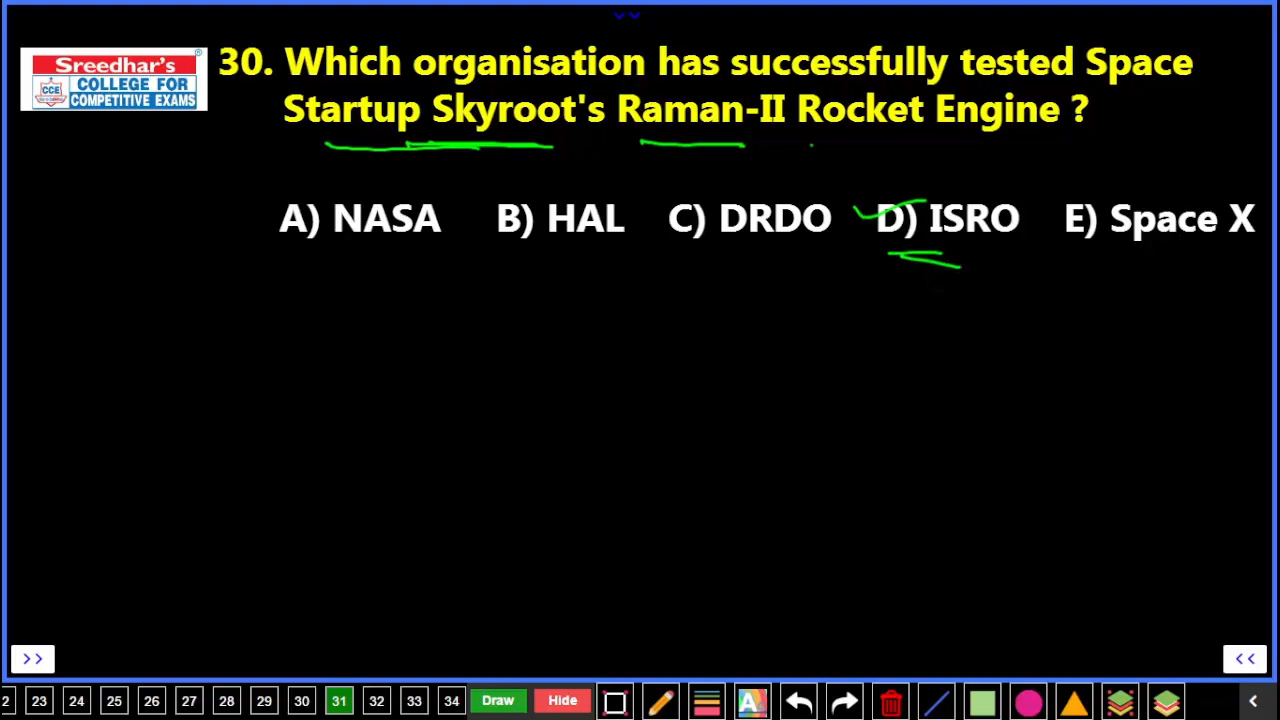 30. Which organisation has successfully tested Space
Startup Skyroot's Raman-II Rocket Engine ?
Sreedhar's
CCE
COLLEGE FOR
COMPETITIVE EXAMS
A) NASA B) HAL C) DRDO D) ISRO E) Space X
>> <<
2 23 24 25 26 27 28 29 30 31 32 33 34 Draw Hide A <